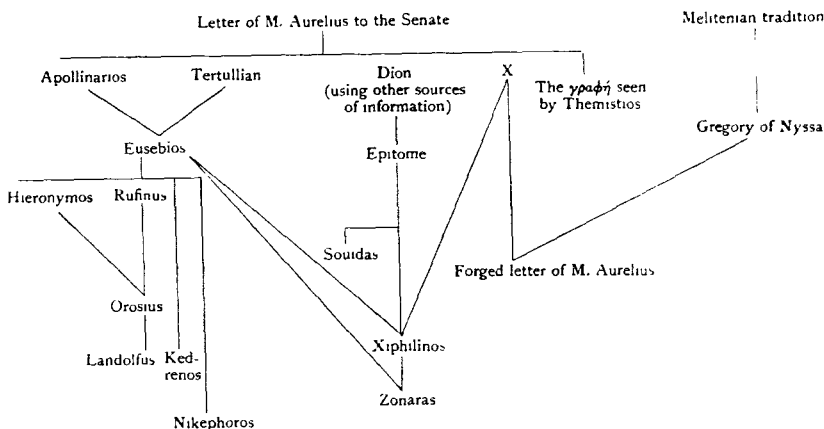 Letter of M. Aurelius to the Senate
Melitenian tradition
Apollinarios
Tertullian
Dion
(using other sources
of information)
X
The γραφή seen
by Themistios
Gregory of Nyssa
Eusebios
Epitome
Hieronymos
Rufinus
Souidas
Forged letter of M. Aurelius
Orosius
Landolfus
Ked-
renos
Xiphilinos
Zonaras
Nikephoros